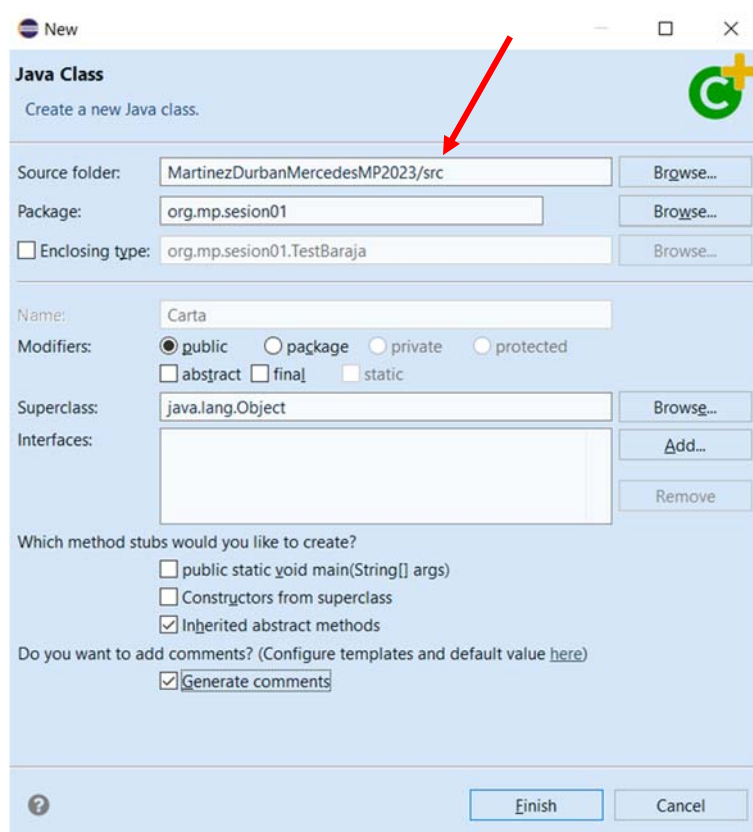 New
Java Class
Create a new Java class.
Source folder: MartinezDurbanMercedesMP2023/src Browse...
Package: org.mp.sesion01 Browse...
Enclosing type: org.mp.sesion01.TestBaraja Browse...
Name: Carta
Modifiers: public package private protected
abstract final static
Superclass: java.lang.Object Browse...
Interfaces: Add...
Remove
Which method stubs would you like to create?
public static void main(String[] args)
Constructors from superclass
Inherited abstract methods
Do you want to add comments? (Configure templates and default value here)
Generate comments
? Finish Cancel